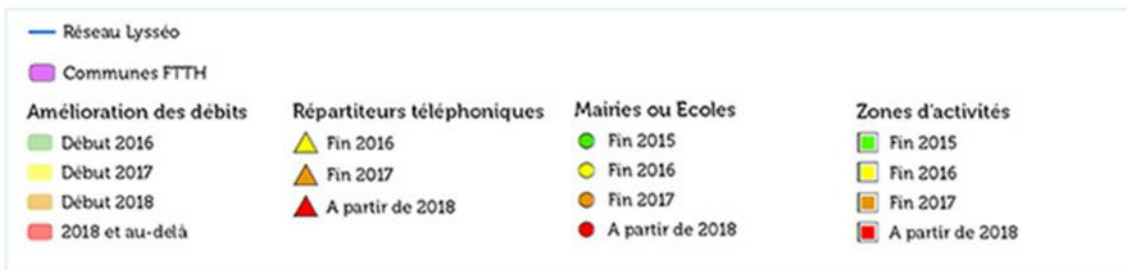 Réseau Lysséo
Communes FTTH
Amélioration des débits
Début 2016
Début 2017
Début 2018
2018 et au-delà
Répartiteurs téléphoniques
Fin 2016
Fin 2017
A partir de 2018
Mairies ou Ecoles
Fin 2015
Fin 2016
Fin 2017
A partir de 2018
Zones d'activités
Fin 2015
Fin 2016
Fin 2017
A partir de 2018